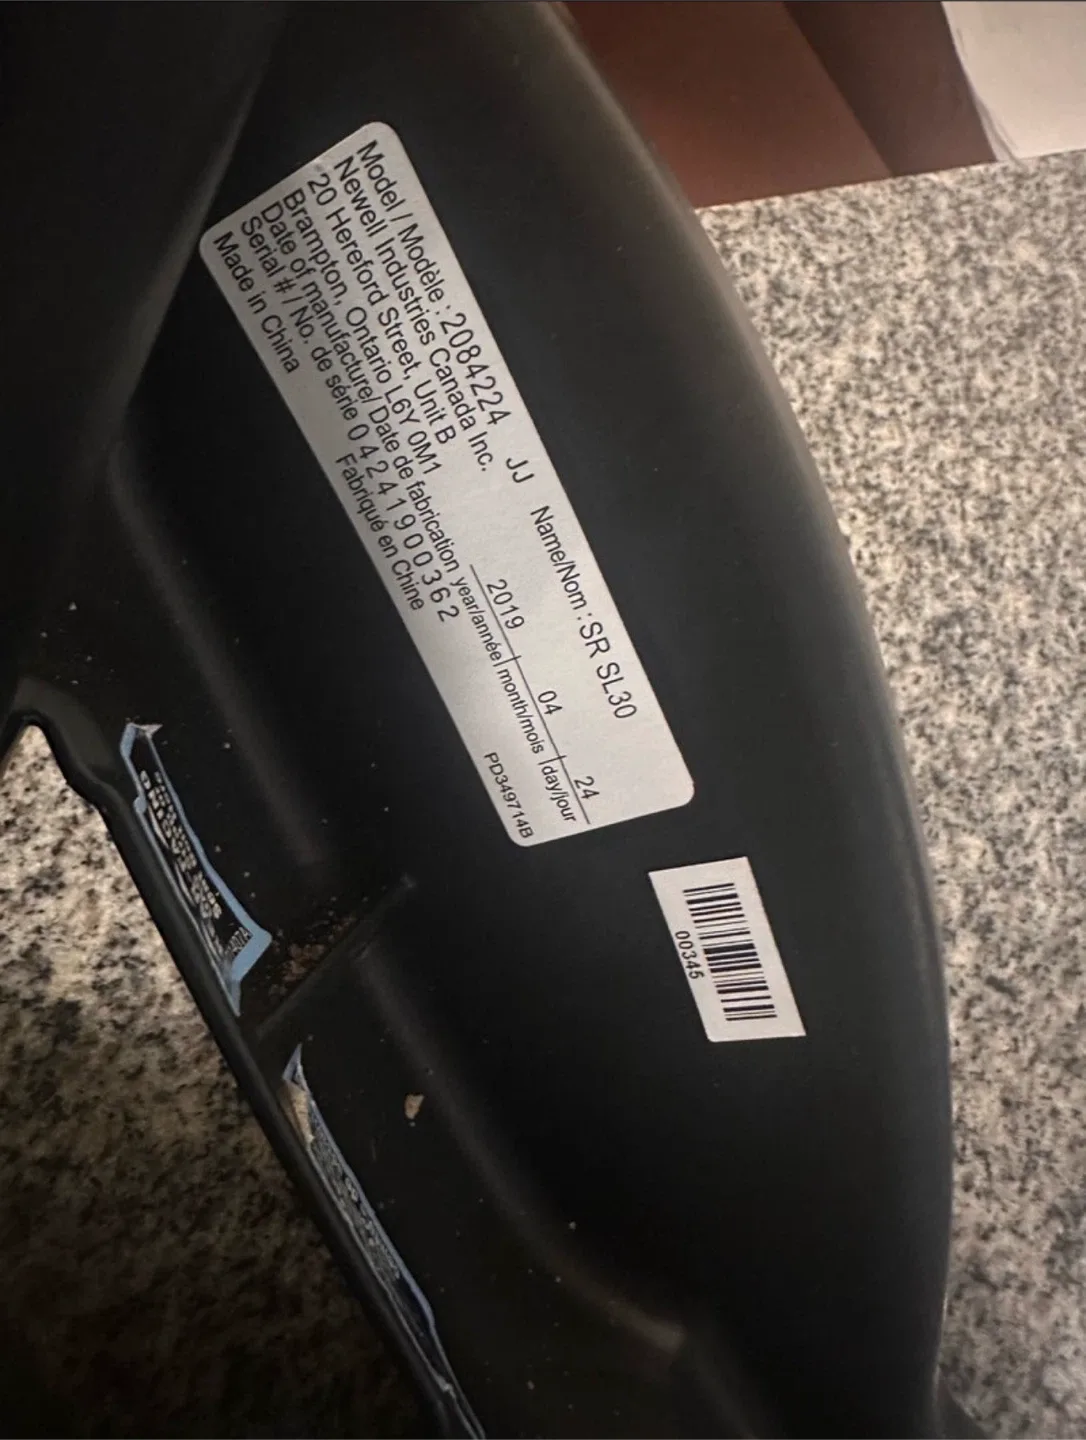 Model / Modèle : 2084224 JJ Name/Nom : SR SL30
Newell Industries Canada Inc.
20 Hereford Street, Unit B
Brampton, Ontario L6Y 0M1
2019 04 24
Date of manufacture/ Date de fabrication year/année month/mois day/jour
Serial # / No. de série 0424190 0362
Made in China Fabriqué en Chine PD349714B
00345